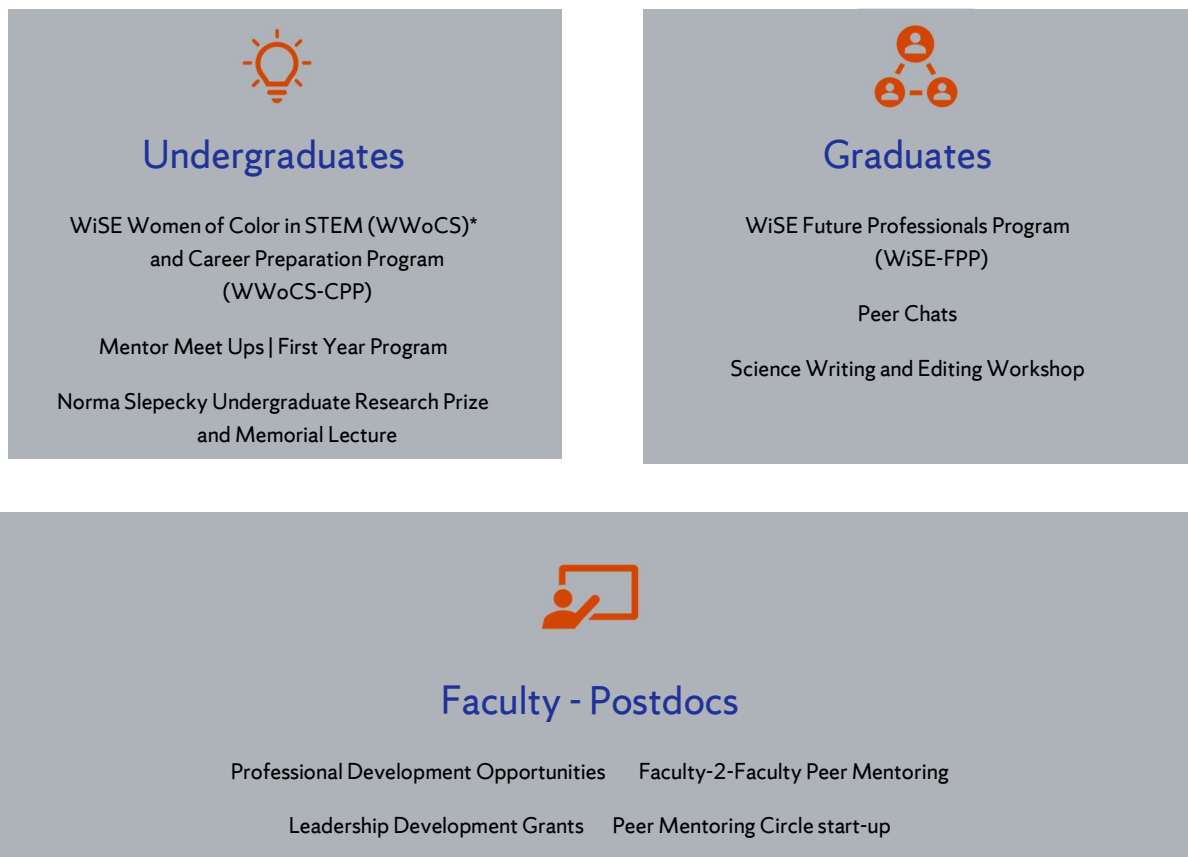 Undergraduates
WiSE Women of Color in STEM (WWoCS)*
and Career Preparation Program
(WWoCS-CPP)
Mentor Meet Ups | First Year Program
Norma Slepecky Undergraduate Research Prize
and Memorial Lecture
Graduates
WiSE Future Professionals Program
(WiSE-FPP)
Peer Chats
Science Writing and Editing Workshop
Faculty - Postdocs
Professional Development Opportunities Faculty-2-Faculty Peer Mentoring
Leadership Development Grants Peer Mentoring Circle start-up